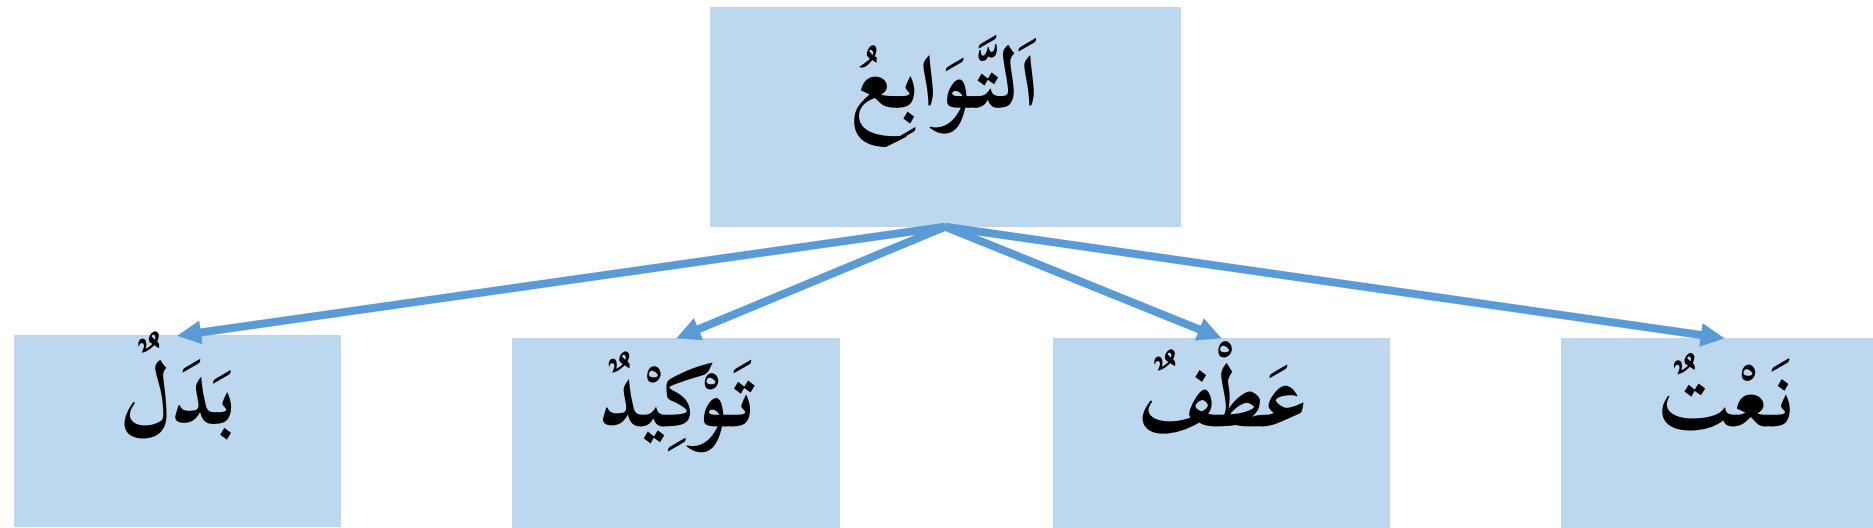 اَلتَّوَابِعُ
نَعْتٌ
عَطْفٌ
تَوْكِيْدٌ
بَدَلٌ